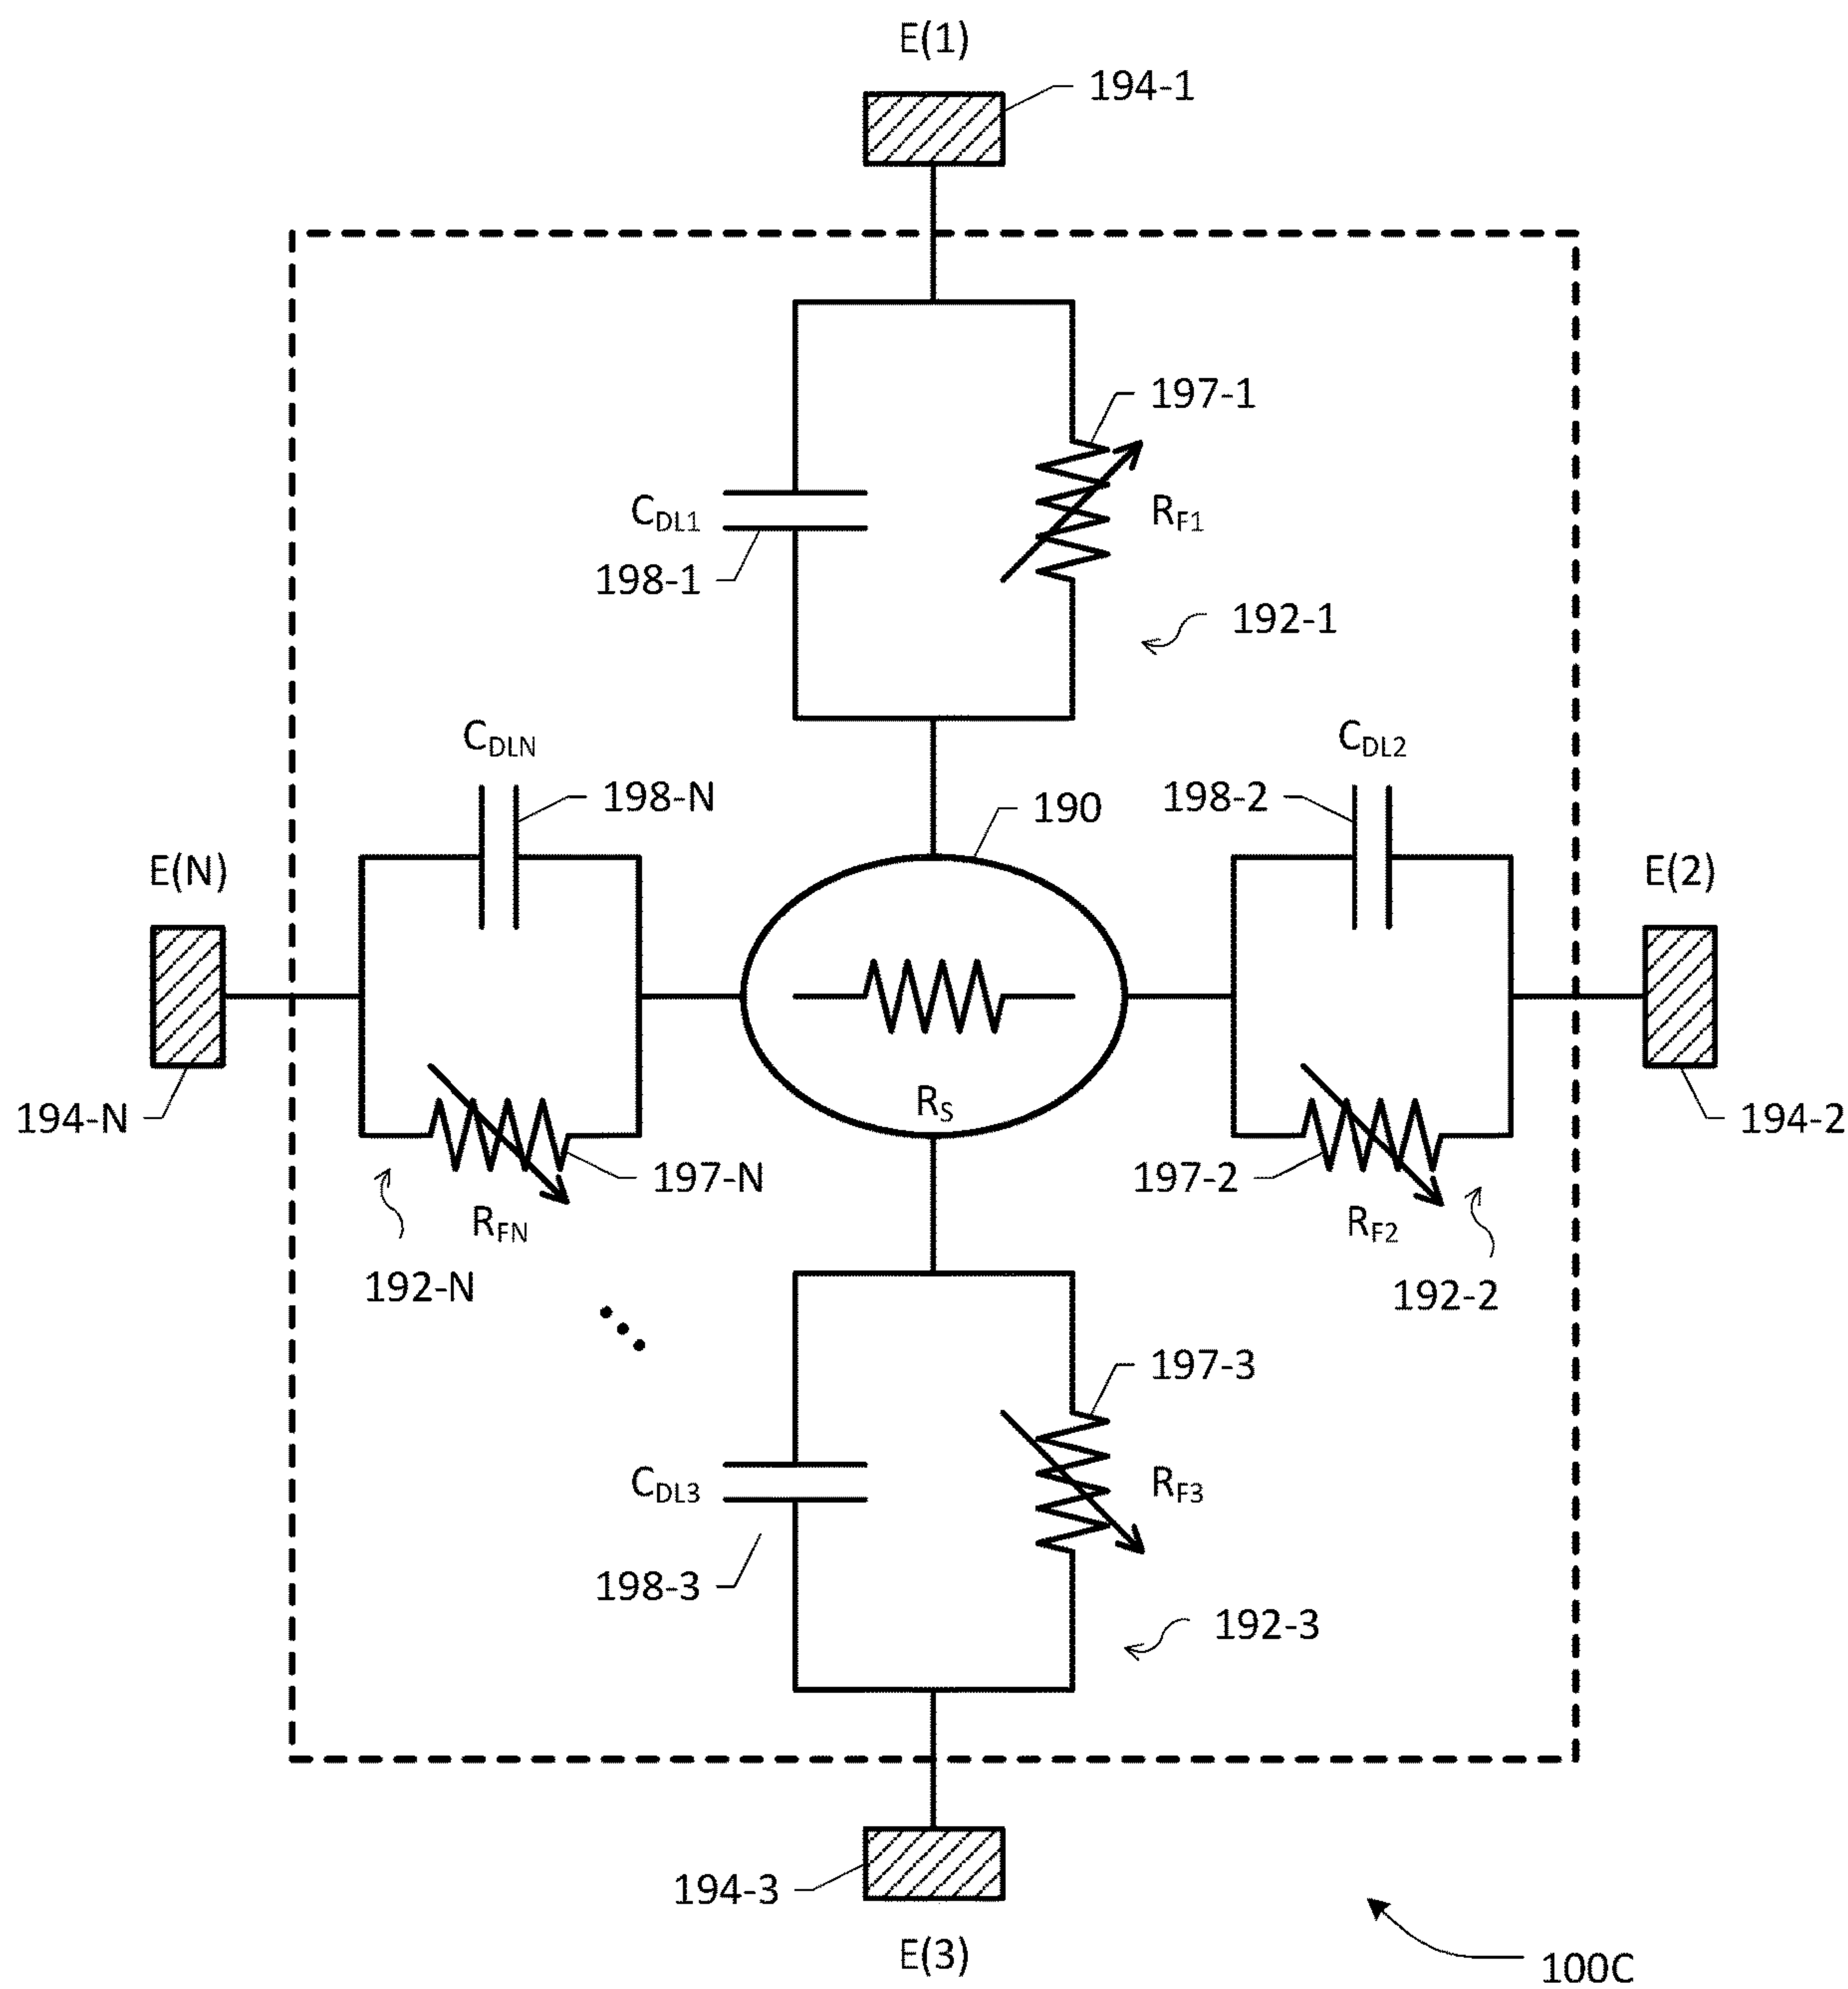 E(1)
194-1
197-1
C_DL1
R_F1
198-1
192-1
C_DLN
C_DL2
198-N
190
198-2
E(N)
E(2)
R_S
194-N
194-2
197-N
197-2
R_FN
R_F2
192-N
192-2
197-3
C_DL3
R_F3
198-3
192-3
194-3
E(3)
100C